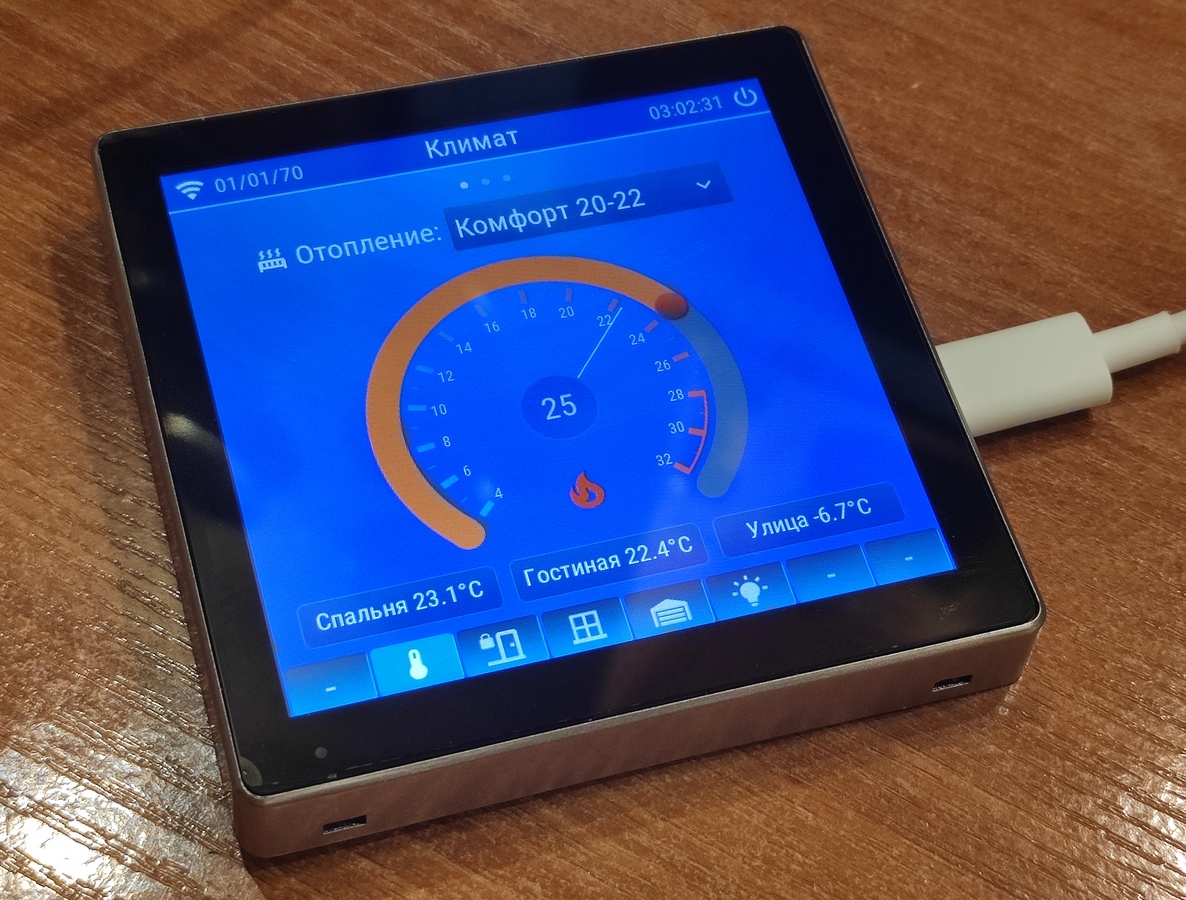 01/01/70 Климат 03:02:31
Отопление: Комфорт 20-22
4 6 8 10 12 14 16 18 20 22 24 26 28 30 32
25
Спальня 23.1°C Гостиная 22.4°C Улица -6.7°C
- - -